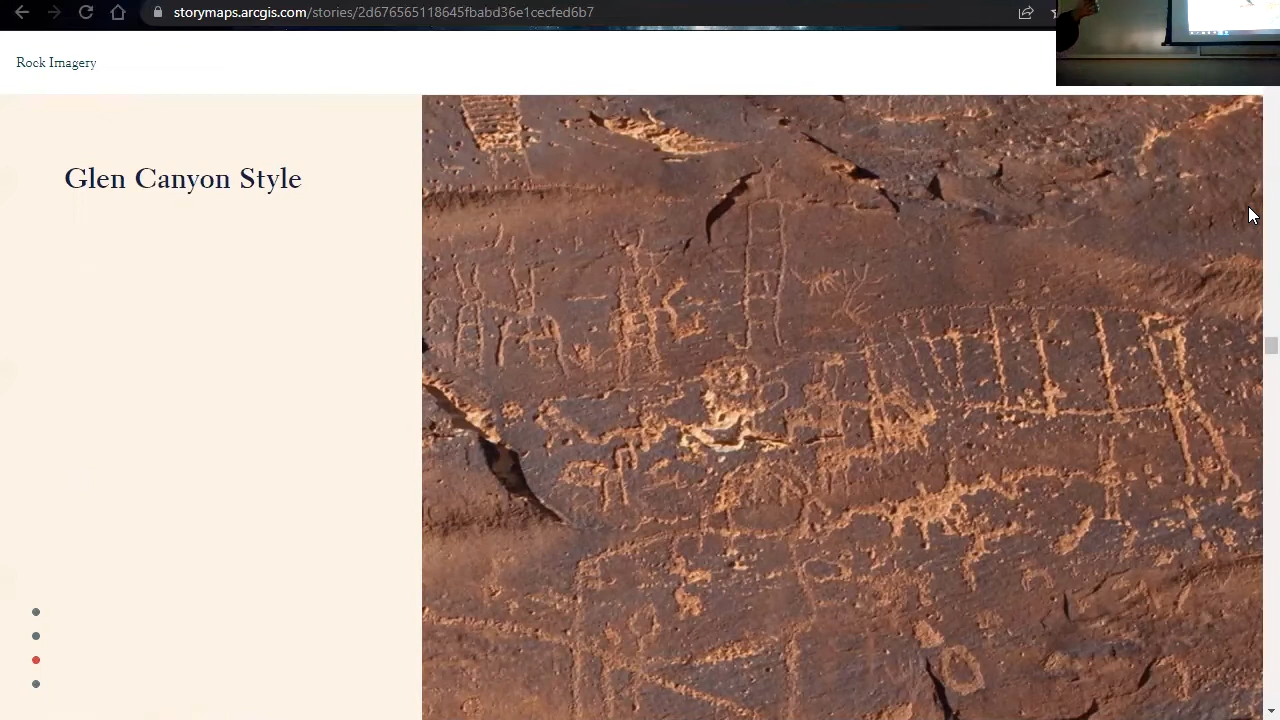 storymaps.arcgis.com/stories/2d676565118645fbabd36e1cecfed6b7
Rock Imagery
Glen Canyon Style